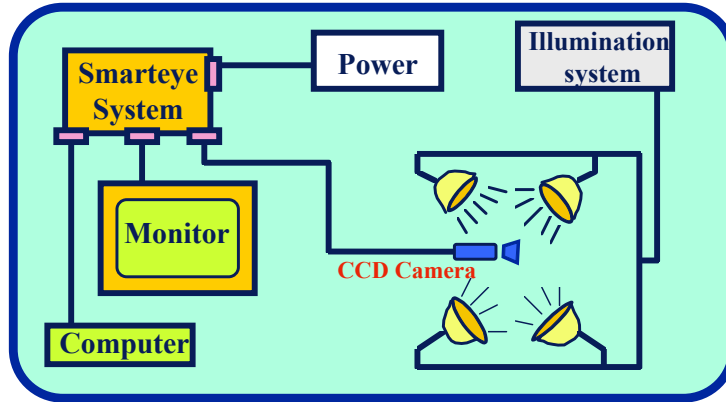 Smarteye
System
Power
Illumination
system
Monitor
CCD Camera
Computer